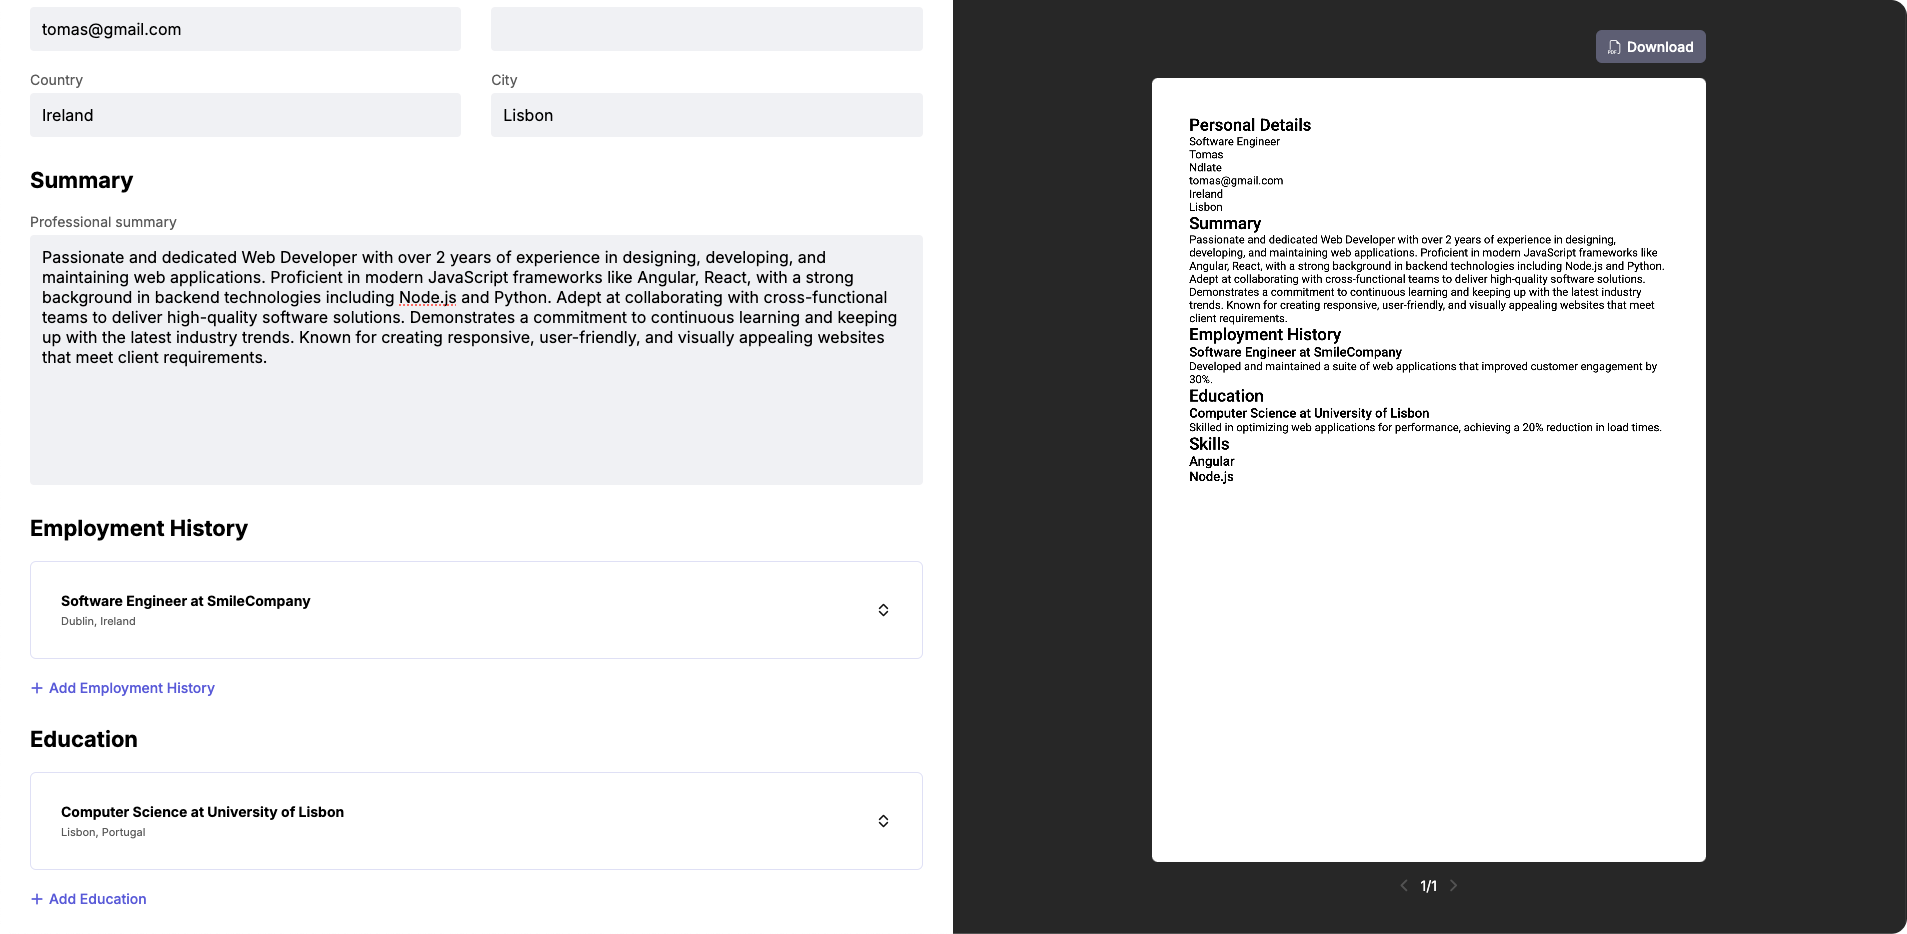 tomas@gmail.com
Country
City
Ireland
Lisbon
Summary
Professional summary
Passionate and dedicated Web Developer with over 2 years of experience in designing, developing, and
maintaining web applications. Proficient in modern JavaScript frameworks like Angular, React, with a strong
background in backend technologies including Node.js and Python. Adept at collaborating with cross-functional
teams to deliver high-quality software solutions. Demonstrates a commitment to continuous learning and keeping
up with the latest industry trends. Known for creating responsive, user-friendly, and visually appealing websites
that meet client requirements.
Employment History
Software Engineer at SmileCompany
Dublin, Ireland
+ Add Employment History
Education
Computer Science at University of Lisbon
Lisbon, Portugal
+ Add Education
PDF Download
Personal Details
Software Engineer
Tomas
Ndlate
tomas@gmail.com
Ireland
Lisbon
Summary
Passionate and dedicated Web Developer with over 2 years of experience in designing,
developing, and maintaining web applications. Proficient in modern JavaScript frameworks like
Angular, React, with a strong background in backend technologies including Node.js and Python.
Adept at collaborating with cross-functional teams to deliver high-quality software solutions.
Demonstrates a commitment to continuous learning and keeping up with the latest industry
trends. Known for creating responsive, user-friendly, and visually appealing websites that meet
client requirements.
Employment History
Software Engineer at SmileCompany
Developed and maintained a suite of web applications that improved customer engagement by
30%.
Education
Computer Science at University of Lisbon
Skilled in optimizing web applications for performance, achieving a 20% reduction in load times.
Skills
Angular
Node.js
1/1